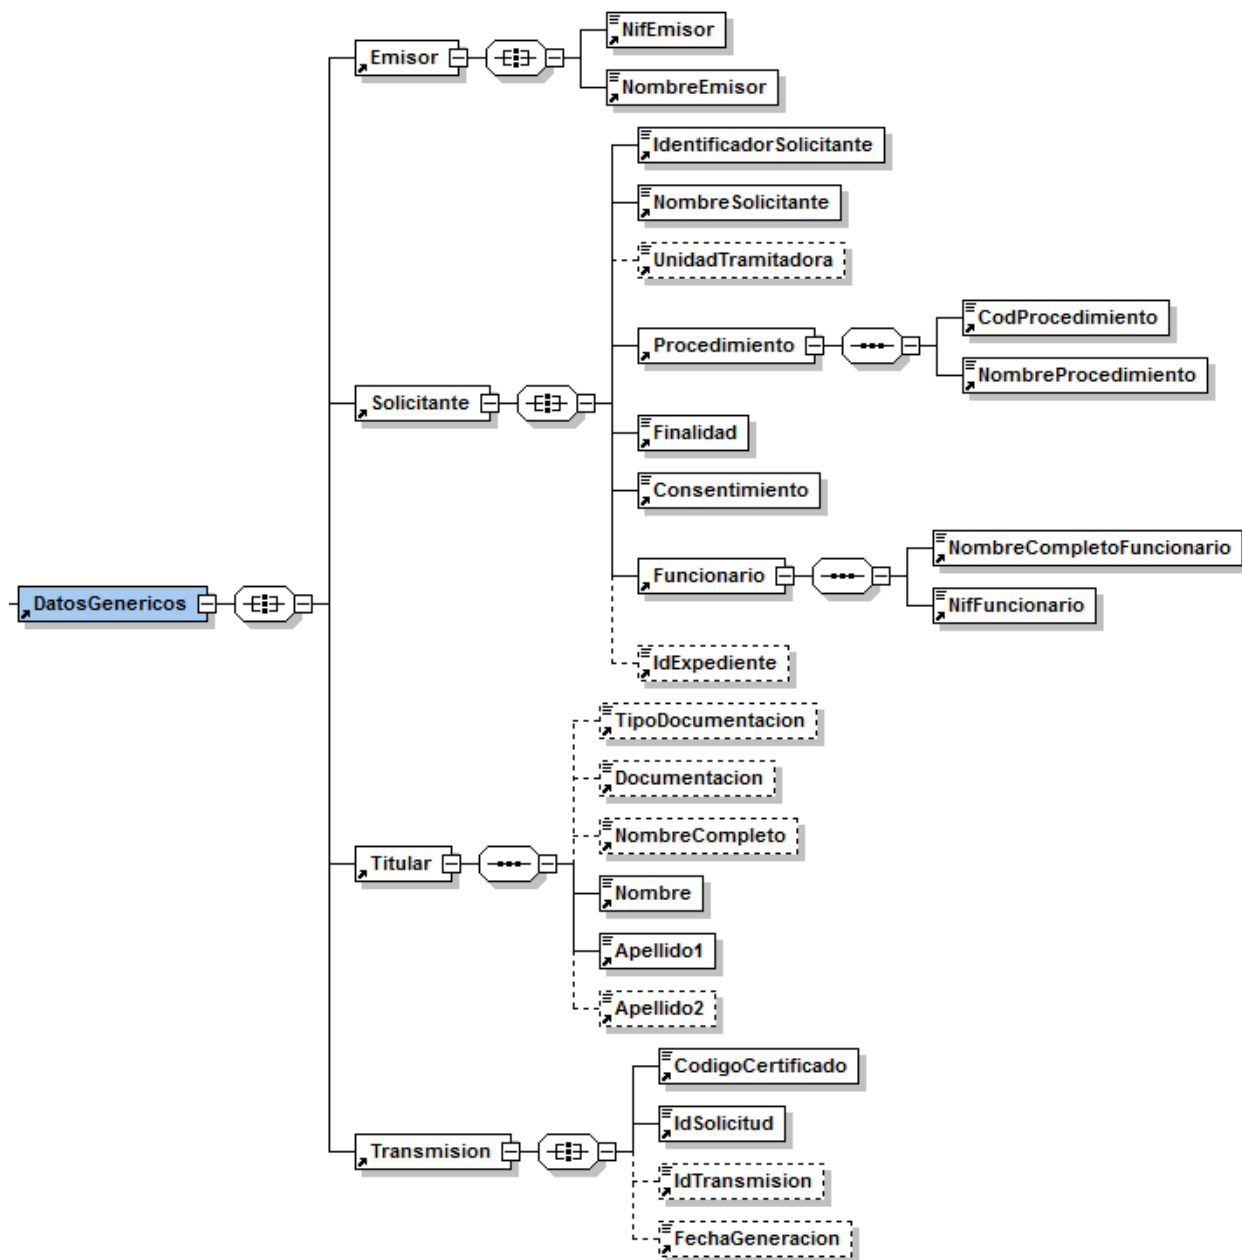 Emisor
NifEmisor
NombreEmisor
IdentificadorSolicitante
NombreSolicitante
UnidadTramitadora
Procedimiento
CodProcedimiento
NombreProcedimiento
Solicitante
Finalidad
Consentimiento
Funcionario
NombreCompletoFuncionario
NifFuncionario
DatosGenericos
IdExpediente
TipoDocumentacion
Documentacion
NombreCompleto
Titular
Nombre
Apellido1
Apellido2
CodigoCertificado
IdSolicitud
Transmision
IdTransmision
FechaGeneracion